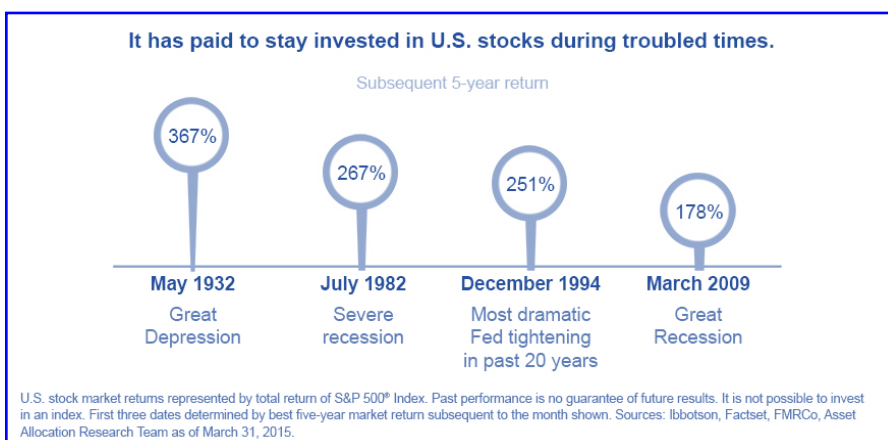 It has paid to stay invested in U.S. stocks during troubled times.
Subsequent 5-year return
367%
267%
251%
178%
May 1932
July 1982
December 1994
March 2009
Great
Depression
Severe
recession
Most dramatic
Fed tightening
in past 20 years
Great
Recession
U.S. stock market returns represented by total return of S&P 500® Index. Past performance is no guarantee of future results. It is not possible to invest
in an index. First three dates determined by best five-year market return subsequent to the month shown. Sources: Ibbotson, Factset, FMRCo, Asset
Allocation Research Team as of March 31, 2015.